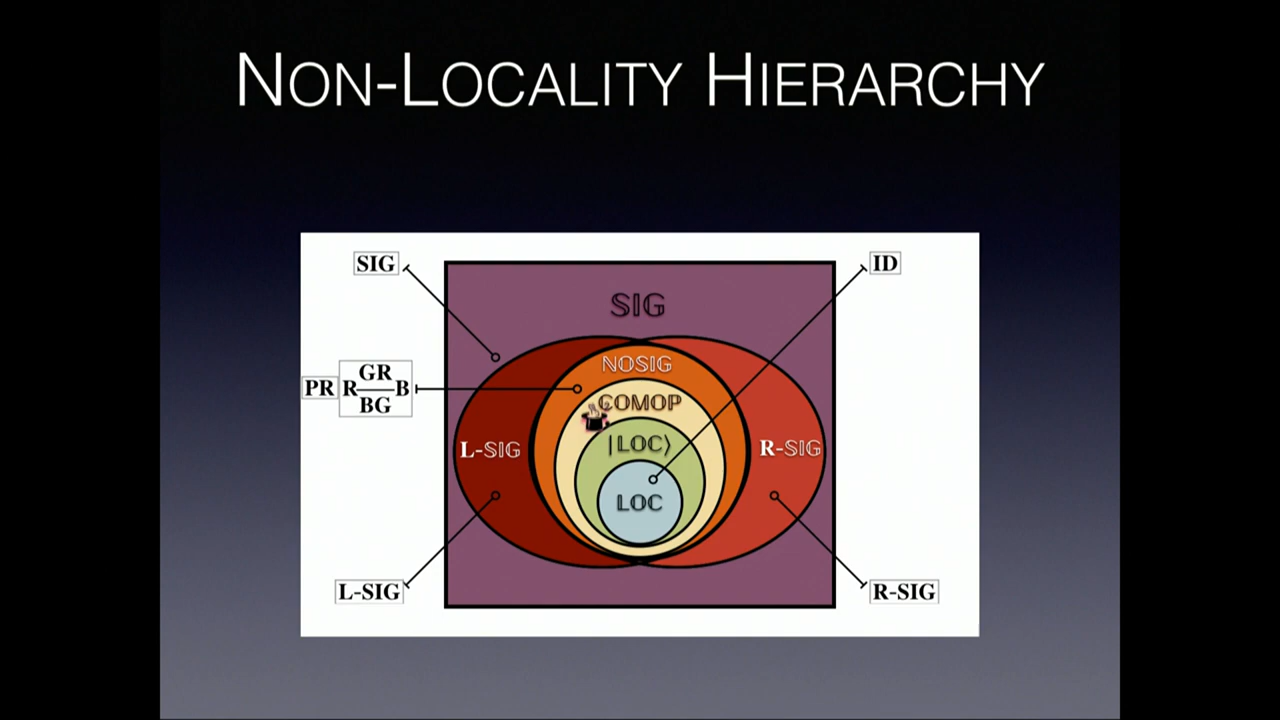 NON-LOCALITY HIERARCHY
SIG
ID
SIG
NOSIG
GR
PR R B
BG
COMOP
|LOC⟩
L-SIG
R-SIG
LOC
L-SIG
R-SIG